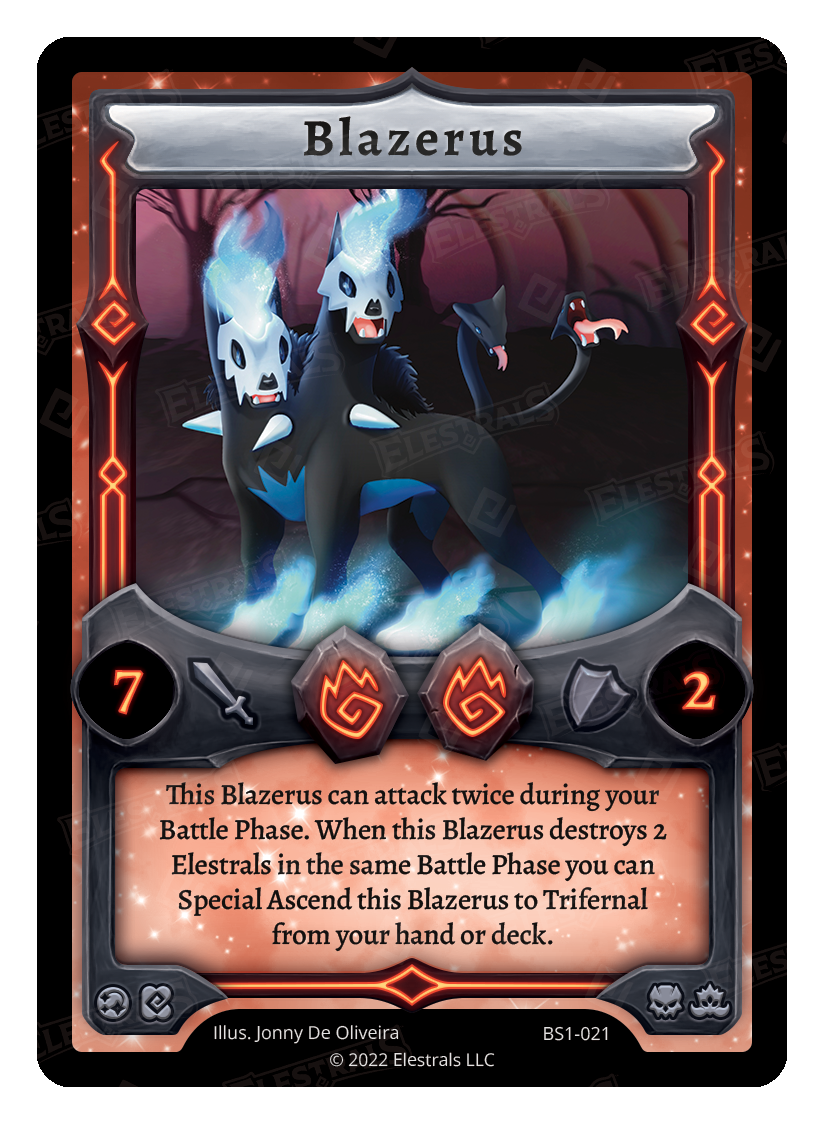 Blazerus
7
2
This Blazerus can attack twice during your
Battle Phase. When this Blazerus destroys 2
Elestrals in the same Battle Phase you can
Special Ascend this Blazerus to Trifernal
from your hand or deck.
Illus. Jonny De Oliveira
BS1-021
© 2022 Elestrals LLC
ELESTRALS